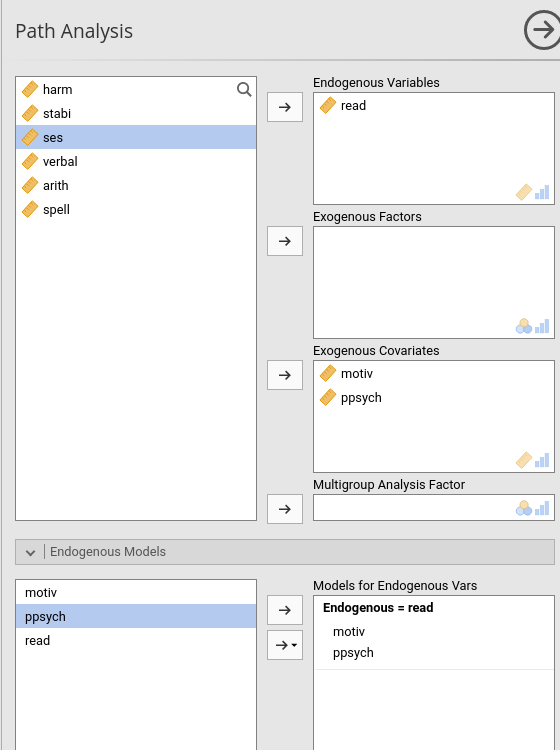 Path Analysis
harm
stabi
ses
verbal
arith
spell
Endogenous Variables
read
Exogenous Factors
Exogenous Covariates
motiv
ppsych
Multigroup Analysis Factor
Endogenous Models
motiv
ppsych
read
Models for Endogenous Vars
Endogenous = read
motiv
ppsych